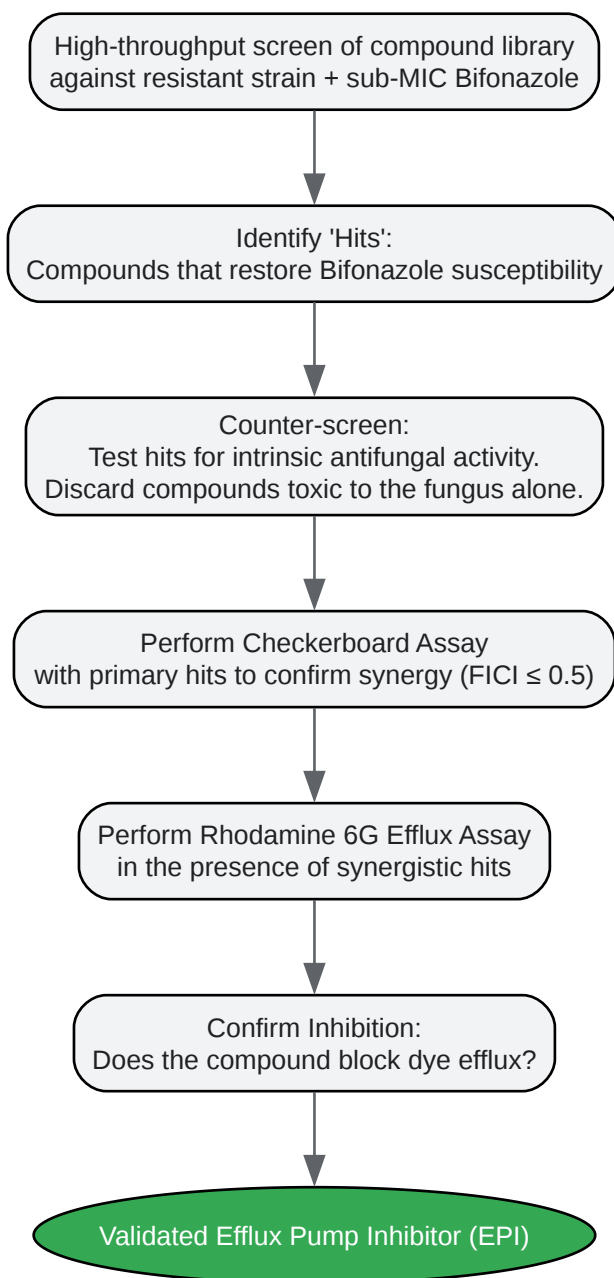 High-throughput screen of compound library
against resistant strain + sub-MIC Bifonazole
Identify 'Hits':
Compounds that restore Bifonazole susceptibility
Counter-screen:
Test hits for intrinsic antifungal activity.
Discard compounds toxic to the fungus alone.
Perform Checkerboard Assay
with primary hits to confirm synergy (FICI ≤ 0.5)
Perform Rhodamine 6G Efflux Assay
in the presence of synergistic hits
Confirm Inhibition:
Does the compound block dye efflux?
Validated Efflux Pump Inhibitor (EPI)